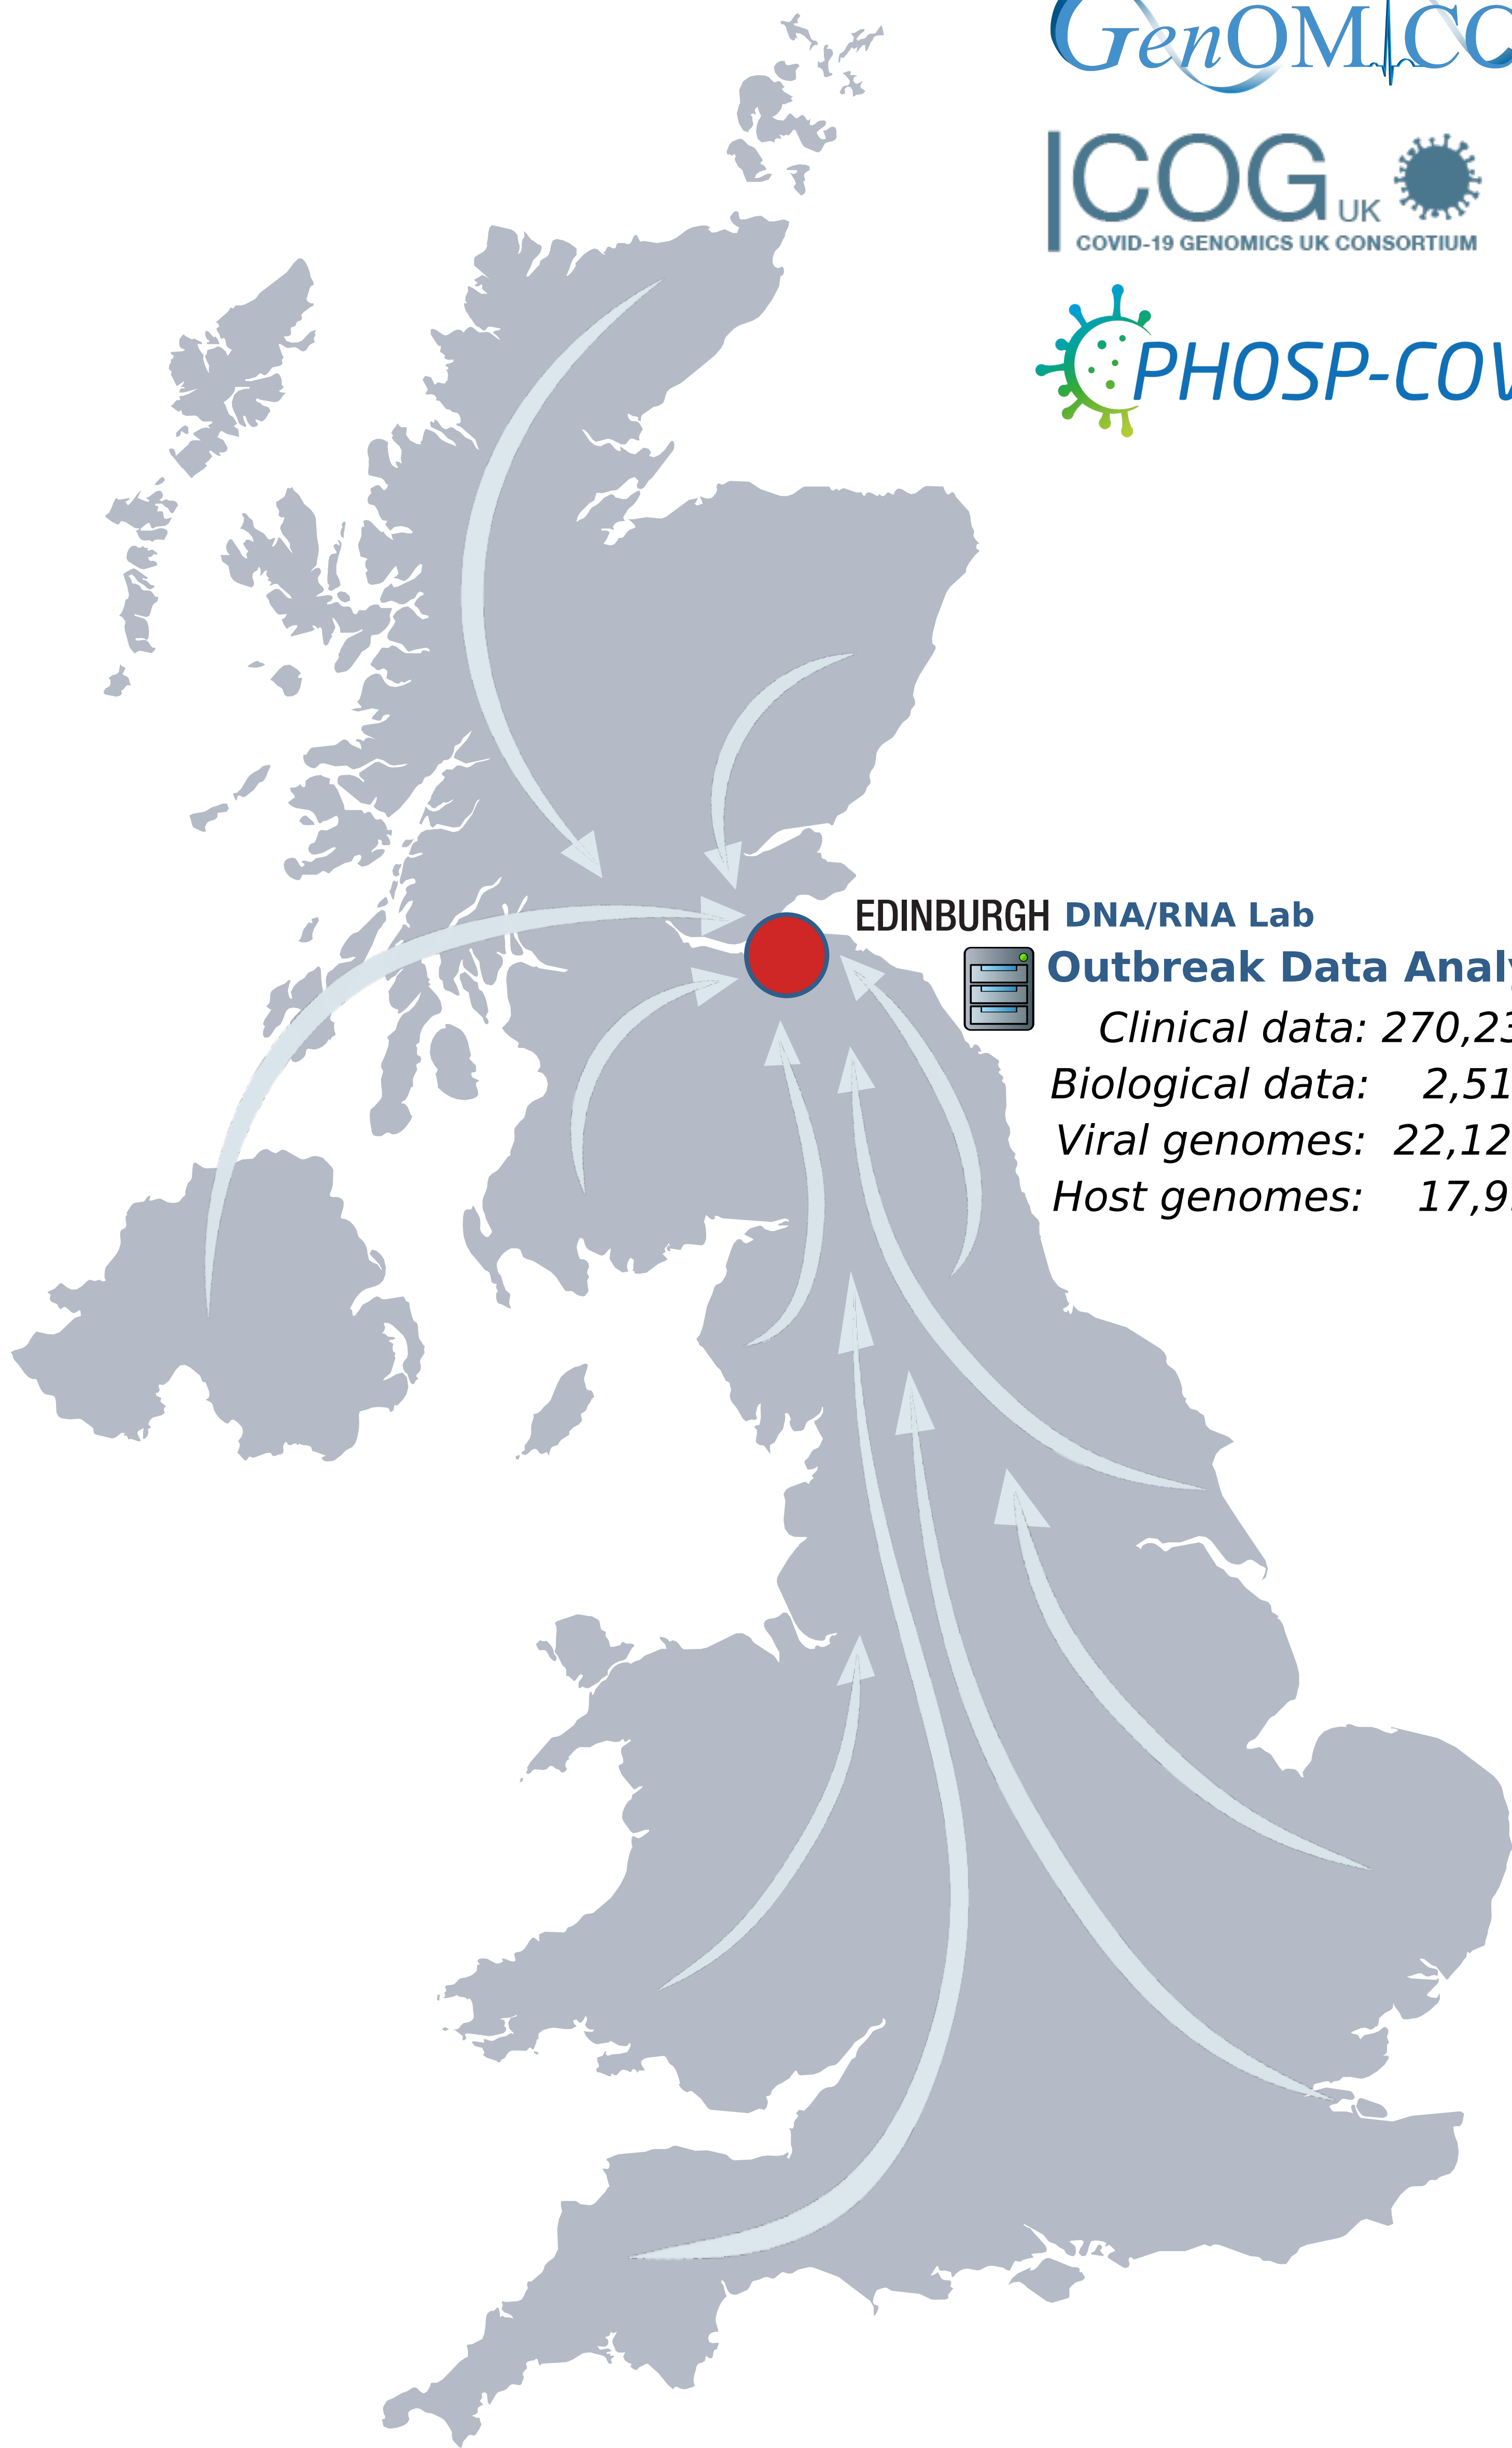 GenOMICC
COG UK
COVID-19 GENOMICS UK CONSORTIUM
PHOSP-COV
EDINBURGH DNA/RNA Lab
Outbreak Data Analy
Clinical data: 270,23
Biological data: 2,51
Viral genomes: 22,12
Host genomes: 17,9